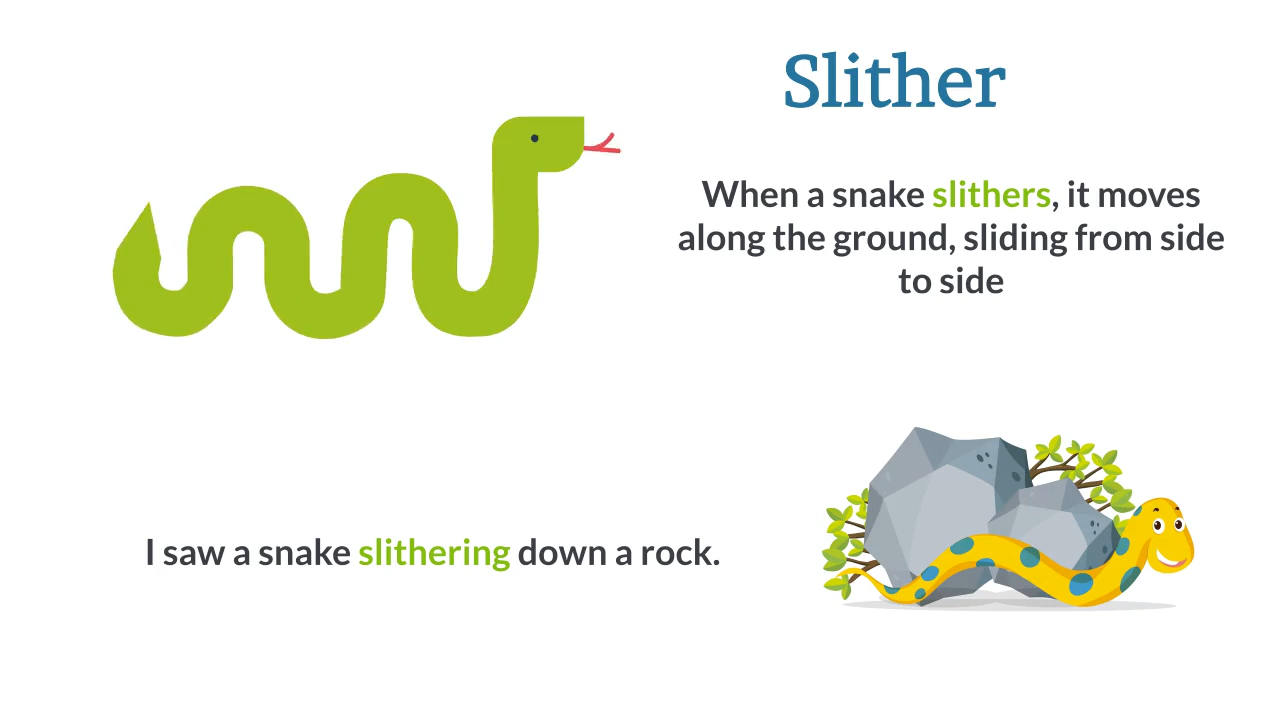 Slither
When a snake slithers, it moves
along the ground, sliding from side
to side
I saw a snake slithering down a rock.